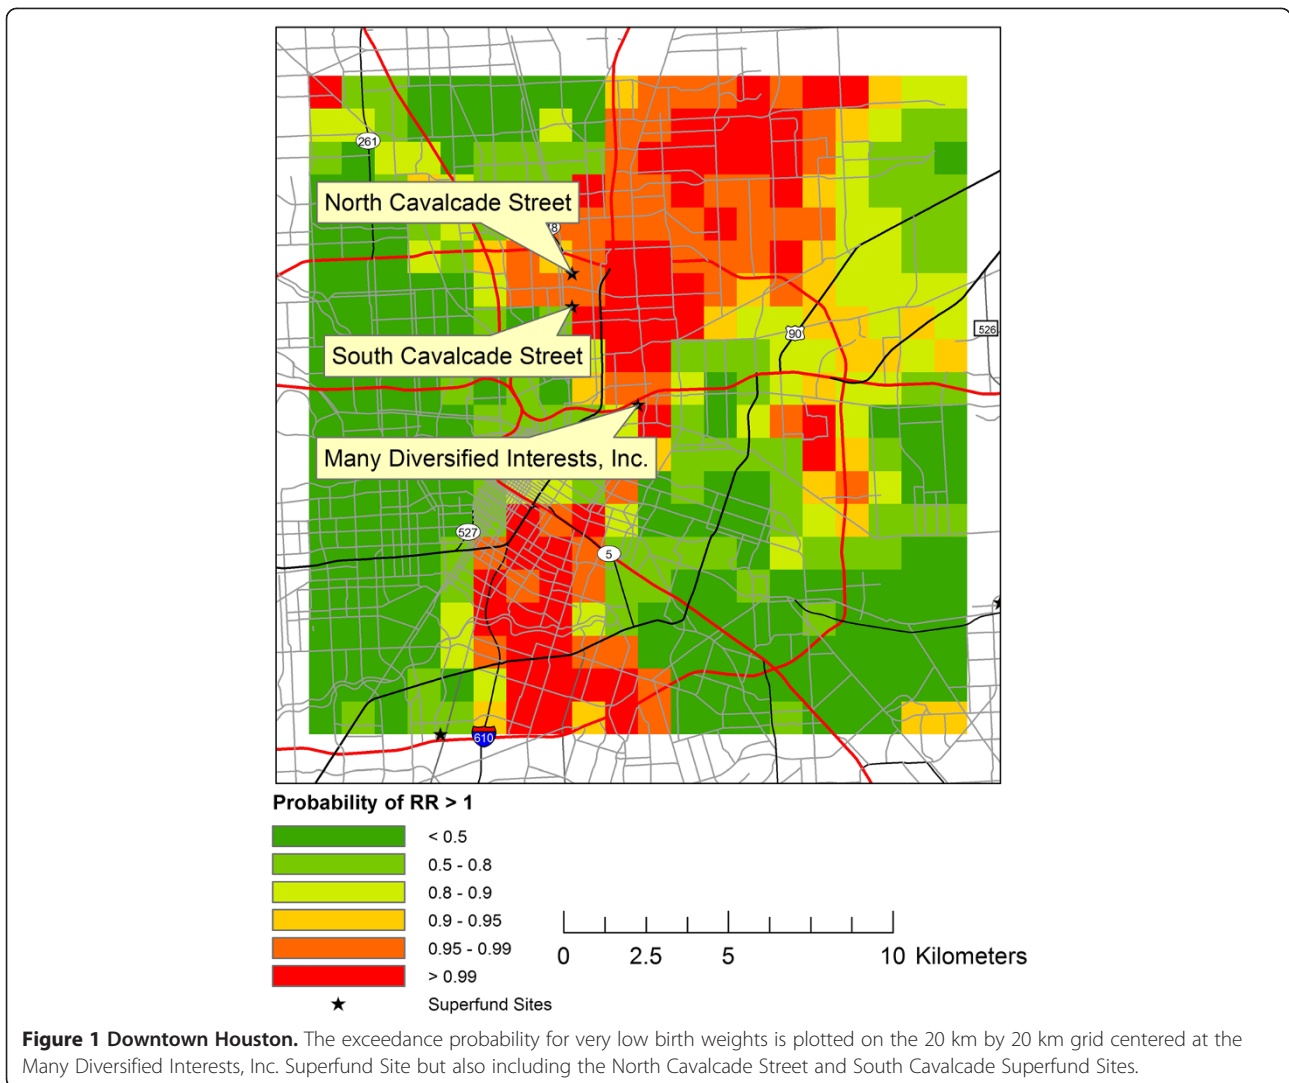 261
North Cavalcade Street
8
South Cavalcade Street
90
526
Many Diversified Interests, Inc.
527
5
610
Probability of RR > 1
< 0.5
0.5 - 0.8
0.8 - 0.9
0.9 - 0.95
0.95 - 0.99
> 0.99
Superfund Sites
0 2.5 5 10 Kilometers
Figure 1 Downtown Houston. The exceedance probability for very low birth weights is plotted on the 20 km by 20 km grid centered at the
Many Diversified Interests, Inc. Superfund Site but also including the North Cavalcade Street and South Cavalcade Superfund Sites.